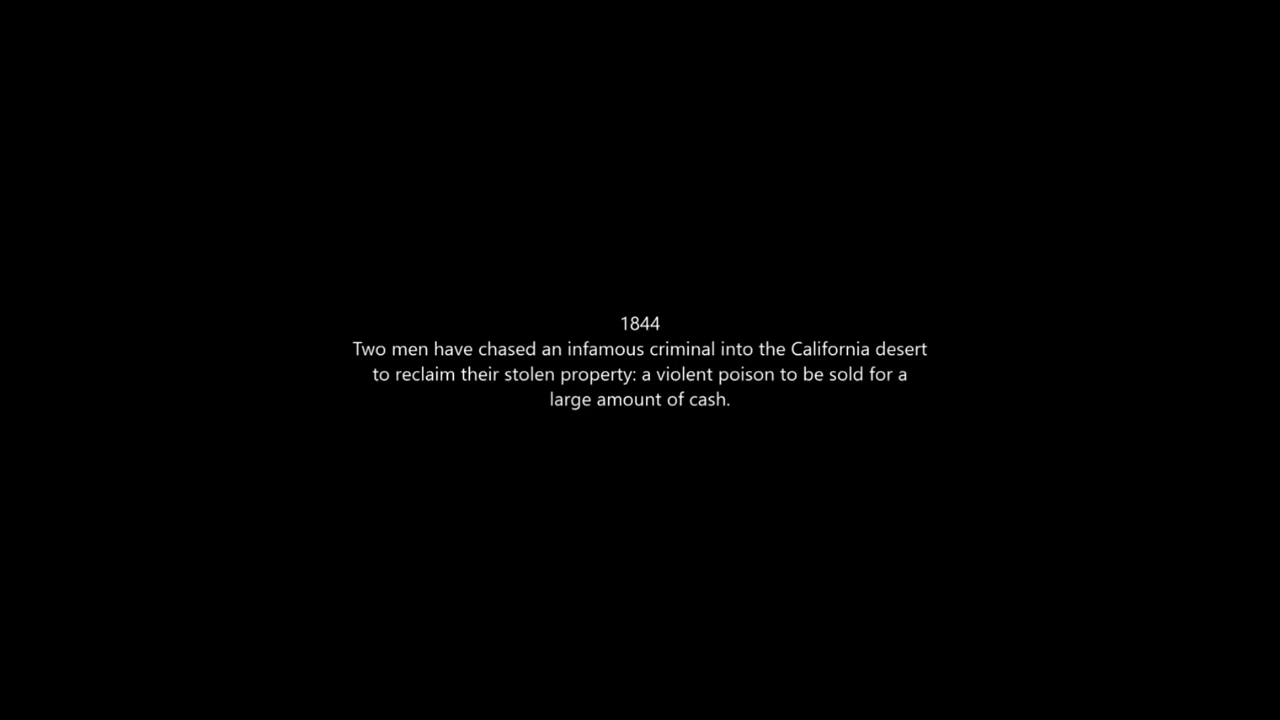 1844
Two men have chased an infamous criminal into the California desert
to reclaim their stolen property: a violent poison to be sold for a
large amount of cash.